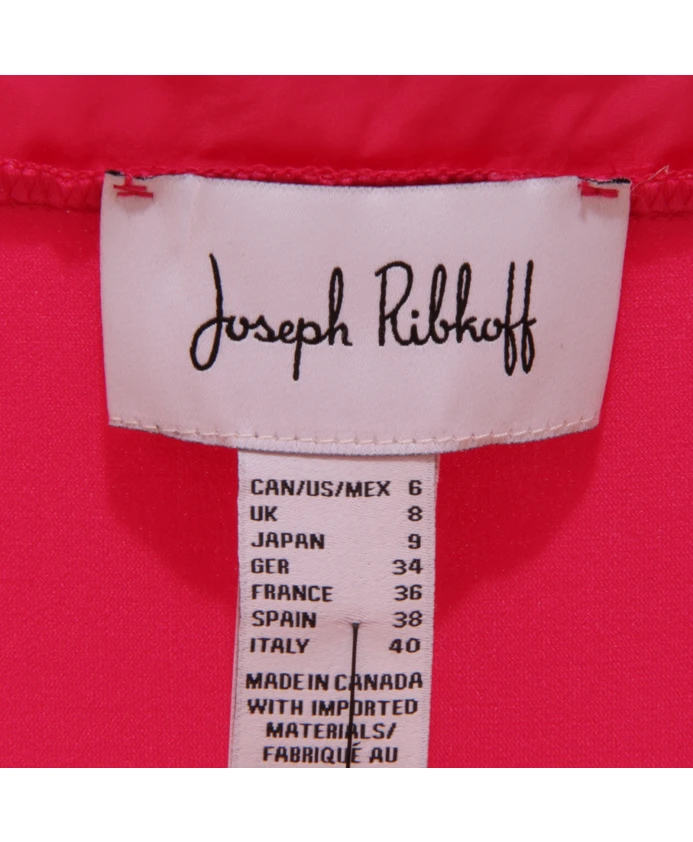 Joseph Ribkoff
CAN/US/MEX 6
UK 8
JAPAN 9
GER 34
FRANCE 36
SPAIN 38
ITALY 40
MADE IN CANADA
WITH IMPORTED
MATERIALS/
FABRIQUÉ AU